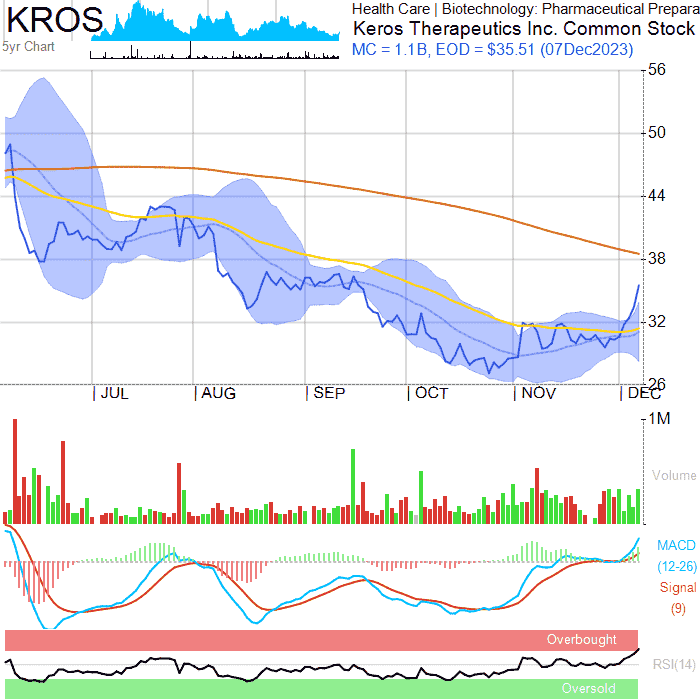 KROS
5yr Chart
Health Care | Biotechnology: Pharmaceutical Prepara
Keros Therapeutics Inc. Common Stock
MC = 1.1B, EOD = $35.51 (07Dec2023)
56
50
44
38
32
26
JUL
AUG
SEP
OCT
NOV
DEC
1M
Volume
MACD
(12-26)
Signal
(9)
Overbought
RSI(14)
Oversold